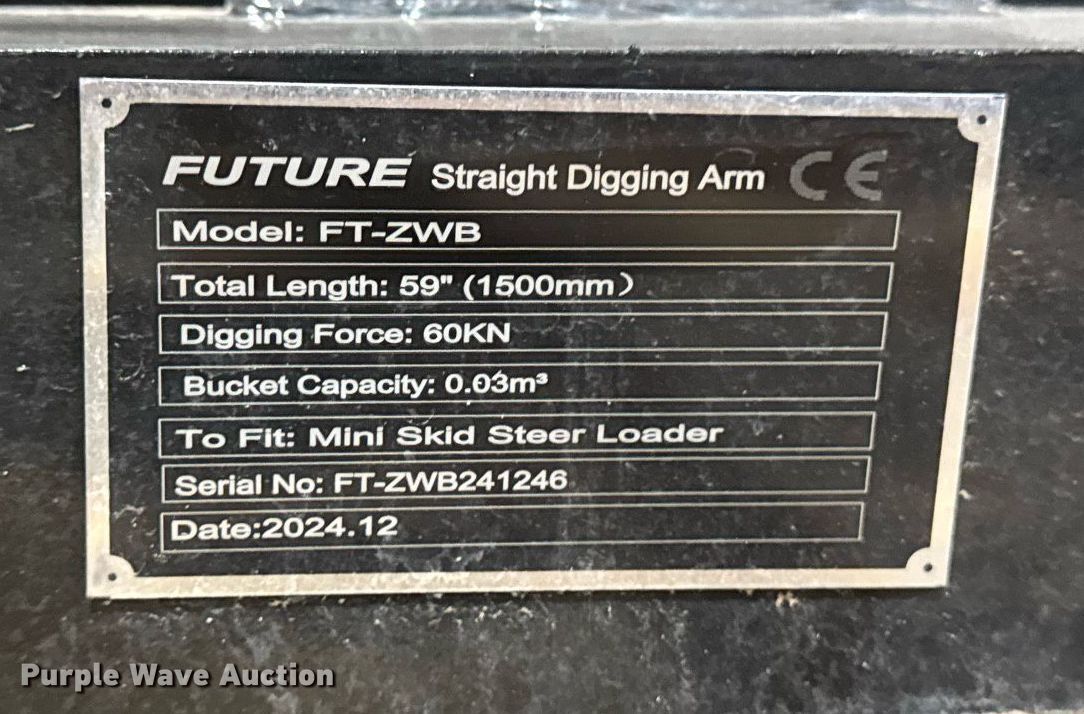 FUTURE Straight Digging Arm CE
Model: FT-ZWB
Total Length: 59" (1500mm）
Digging Force: 60KN
Bucket Capacity: 0.03m³
To Fit: Mini Skid Steer Loader
Serial No: FT-ZWB241246
Date:2024.12
Purple Wave Auction